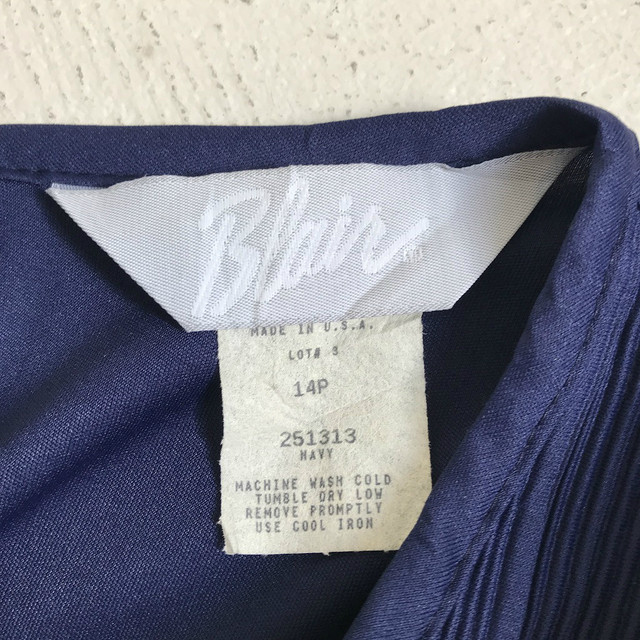 Blair
MADE IN U.S.A.
LOT# 3
14P
251313
NAVY
MACHINE WASH COLD
TUMBLE DRY LOW
REMOVE PROMPTLY
USE COOL IRON